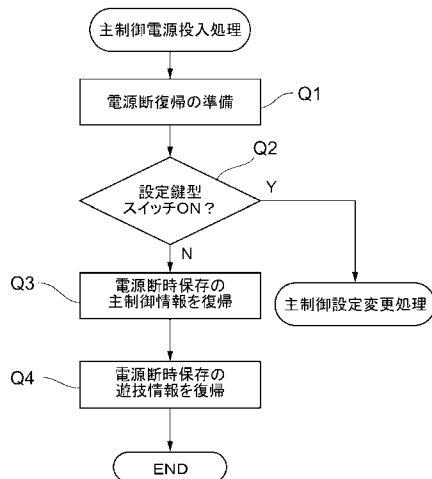 主制御電源投入処理
電源断復帰の準備
Q1
Q2
設定鍵型
スイッチON？
Y
N
Q3
電源断時保存の
主制御情報を復帰
主制御設定変更処理
Q4
電源断時保存の
遊技情報を復帰
END